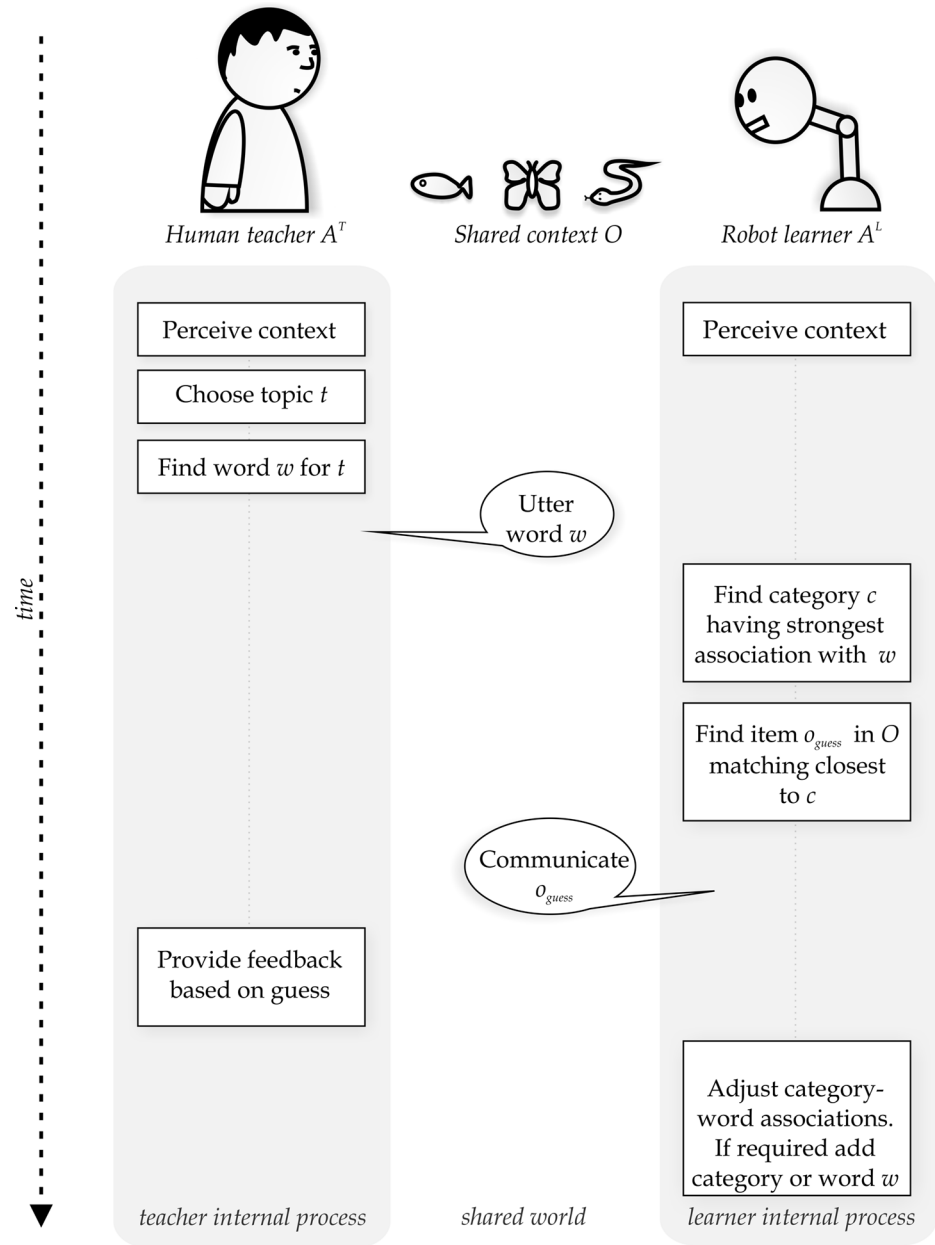 Human teacher Aᵀ
Shared context O
Robot learner Aᴸ
Perceive context
Perceive context
Choose topic t
Find word w for t
Utter
word w
time
Find category c
having strongest
association with w
Find item o_guess in O
matching closest
to c
Communicate
o_guess
Provide feedback
based on guess
Adjust category-
word associations.
If required add
category or word w
teacher internal process
shared world
learner internal process